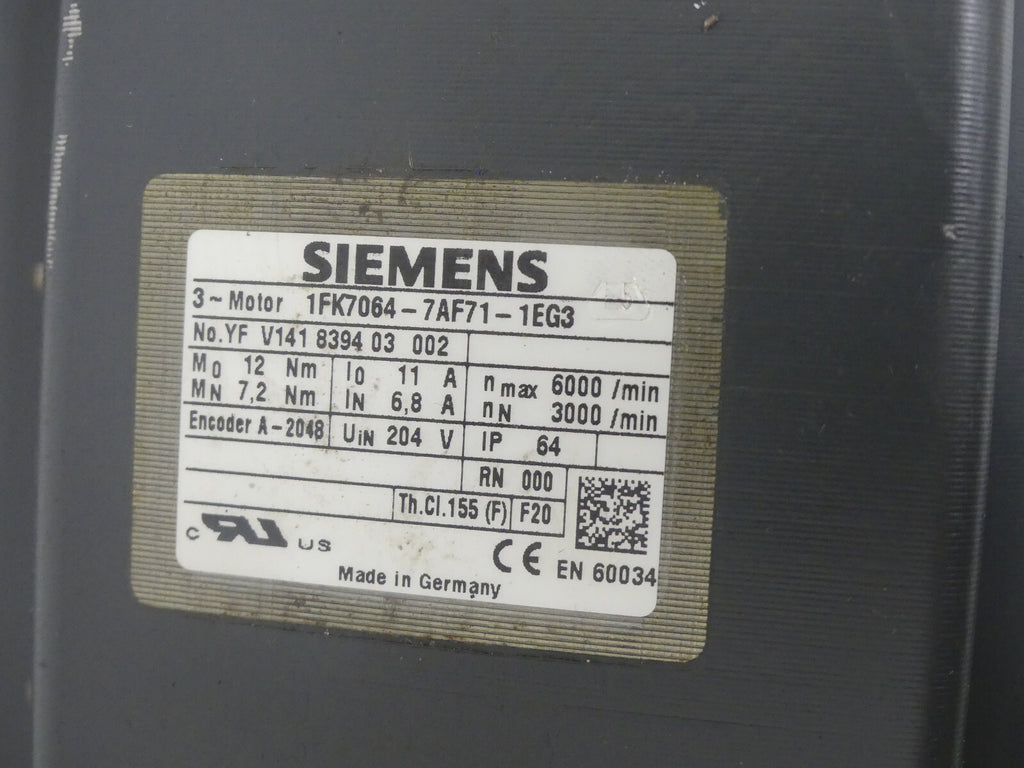 SIEMENS
3~Motor 1FK7064-7AF71-1EG3
No.YF V141 8394 03 002
M0 12 Nm I0 11 A nmax 6000 /min
MN 7,2 Nm IN 6,8 A nN 3000 /min
Encoder A-2048 UIN 204 V IP 64
RN 000
Th.Cl.155 (F) F20
c RU US
CE EN 60034
Made in Germany